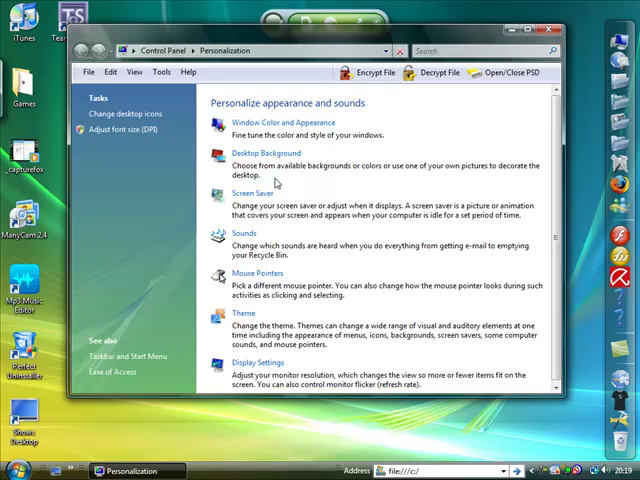 iTunes
Control Panel
Personalization
Search
File
Edit
View
Tools
Help
Encrypt File
Decrypt File
Open/Close PSD
Tasks
Change desktop icons
Adjust font size (DPI)
See also
Taskbar and Start Menu
Ease of Access
Personalize appearance and sounds
Window Color and Appearance
Fine tune the color and style of your windows.
Desktop Background
Choose from available backgrounds or colors or use one of your own pictures to decorate the
desktop.
Screen Saver
Change your screen saver or adjust when it displays. A screen saver is a picture or animation
that covers your screen and appears when your computer is idle for a set period of time.
Sounds
Change which sounds are heard when you do everything from getting e-mail to emptying
your Recycle Bin.
Mouse Pointers
Pick a different mouse pointer. You can also change how the mouse pointer looks during such
activities as clicking and selecting.
Theme
Change the theme. Themes can change a wide range of visual and auditory elements at one
time including the appearance of menus, icons, backgrounds, screen savers, some computer
sounds, and mouse pointers.
Display Settings
Adjust your monitor resolution, which changes the view so more or fewer items fit on the
screen. You can also control monitor flicker (refresh rate).
Games
_capturefox
ManyCam 2.4
Mp3 Music
Editor
Perfect
Uninstaller
Shows
Desktop
Personalization
Address
file:///c:/
20:19